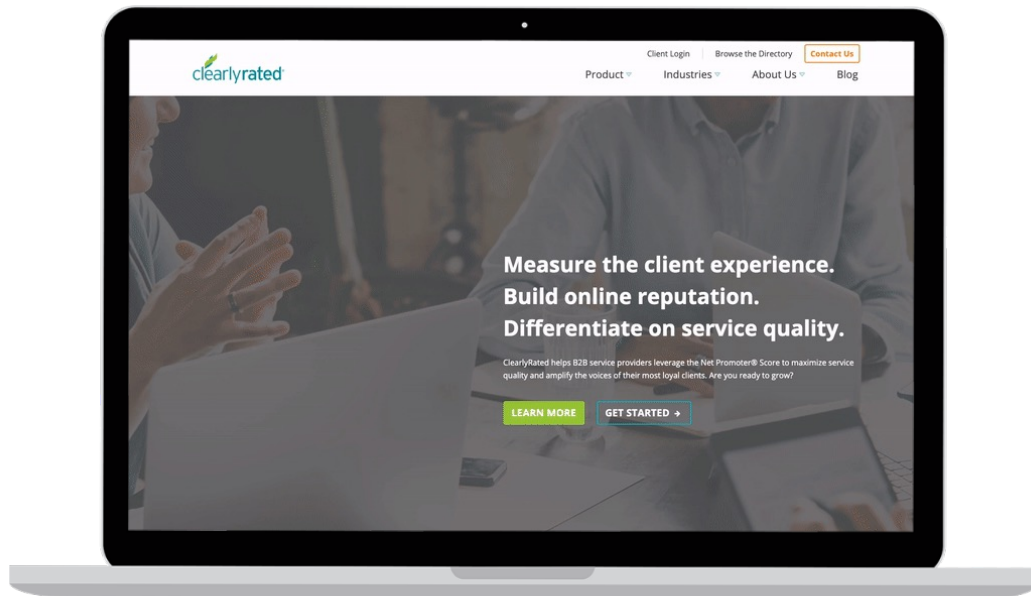 clearlyrated
Client Login
Browse the Directory
Contact Us
Product
Industries
About Us
Blog
Measure the client experience.
Build online reputation.
Differentiate on service quality.
ClearlyRated helps B2B service providers leverage the Net Promoter® Score to maximize service
quality and amplify the voices of their most loyal clients. Are you ready to grow?
LEARN MORE
GET STARTED →